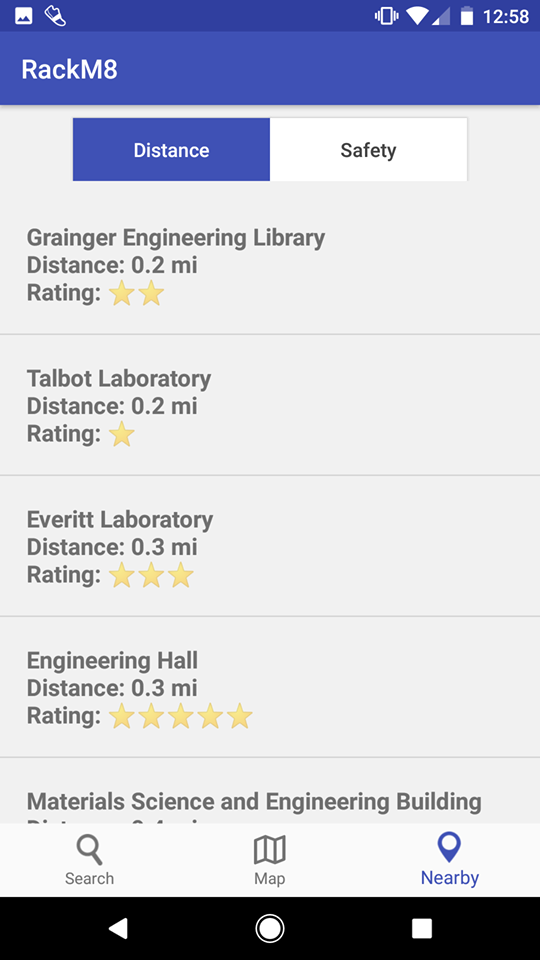 12:58
RackM8
Distance Safety
Grainger Engineering Library
Distance: 0.2 mi
Rating:
Talbot Laboratory
Distance: 0.2 mi
Rating:
Everitt Laboratory
Distance: 0.3 mi
Rating:
Engineering Hall
Distance: 0.3 mi
Rating:
Materials Science and Engineering Building
Search Map Nearby